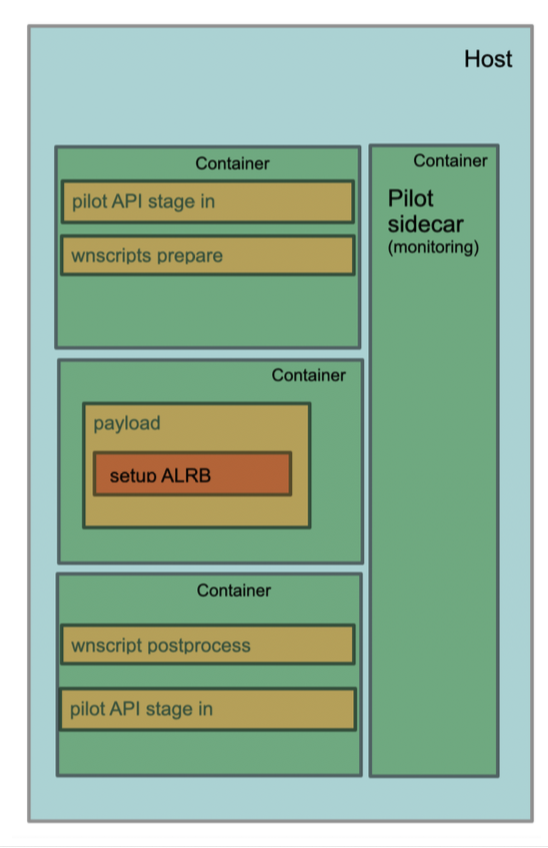 Host
Container
pilot API stage in
wnscripts prepare
Container
Pilot
sidecar
(monitoring)
Container
payload
setup ALRB
Container
wnscript postprocess
pilot API stage in